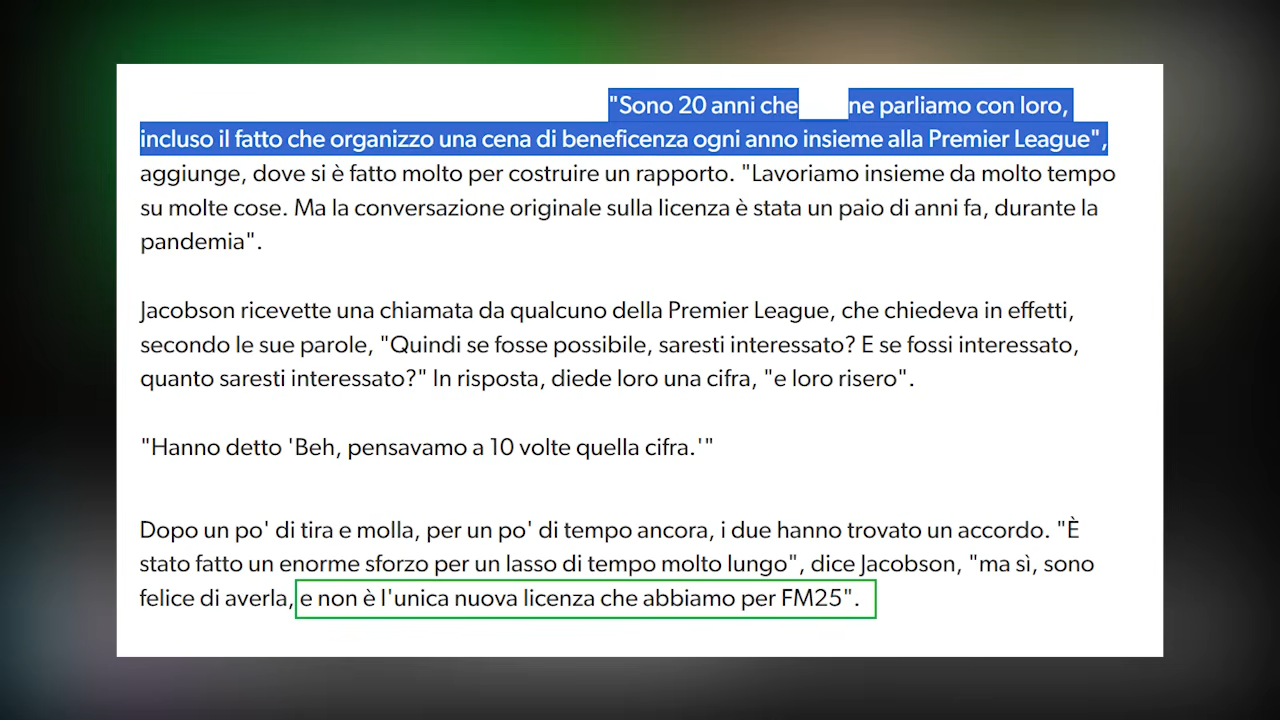 "Sono 20 anni che ne parliamo con loro,
incluso il fatto che organizzo una cena di beneficenza ogni anno insieme alla Premier League",
aggiunge, dove si è fatto molto per costruire un rapporto. "Lavoriamo insieme da molto tempo
su molte cose. Ma la conversazione originale sulla licenza è stata un paio di anni fa, durante la
pandemia".
Jacobson ricevette una chiamata da qualcuno della Premier League, che chiedeva in effetti,
secondo le sue parole, "Quindi se fosse possibile, saresti interessato? E se fossi interessato,
quanto saresti interessato?" In risposta, diede loro una cifra, "e loro risero".
"Hanno detto 'Beh, pensavamo a 10 volte quella cifra.'"
Dopo un po' di tira e molla, per un po' di tempo ancora, i due hanno trovato un accordo. "È
stato fatto un enorme sforzo per un lasso di tempo molto lungo", dice Jacobson, "ma sì, sono
felice di averla, e non è l'unica nuova licenza che abbiamo per FM25".